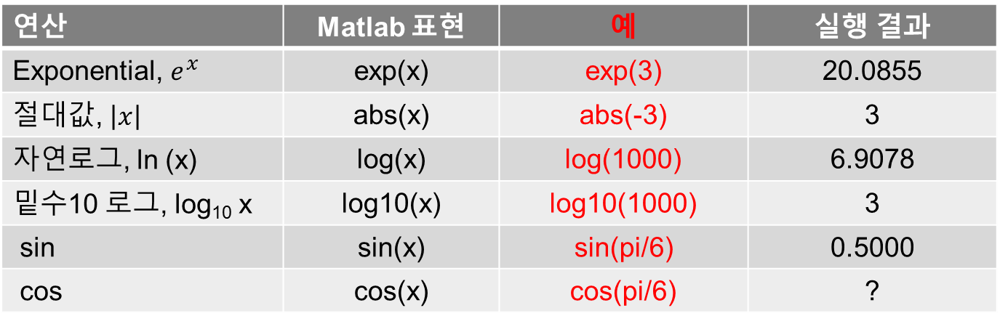 연산 Matlab 표현 예 실행 결과
Exponential, 𝑒ˣ exp(x) exp(3) 20.0855
절대값, |𝑥| abs(x) abs(-3) 3
자연로그, ln (x) log(x) log(1000) 6.9078
밑수10 로그, log₁₀ x log10(x) log10(1000) 3
sin sin(x) sin(pi/6) 0.5000
cos cos(x) cos(pi/6) ?